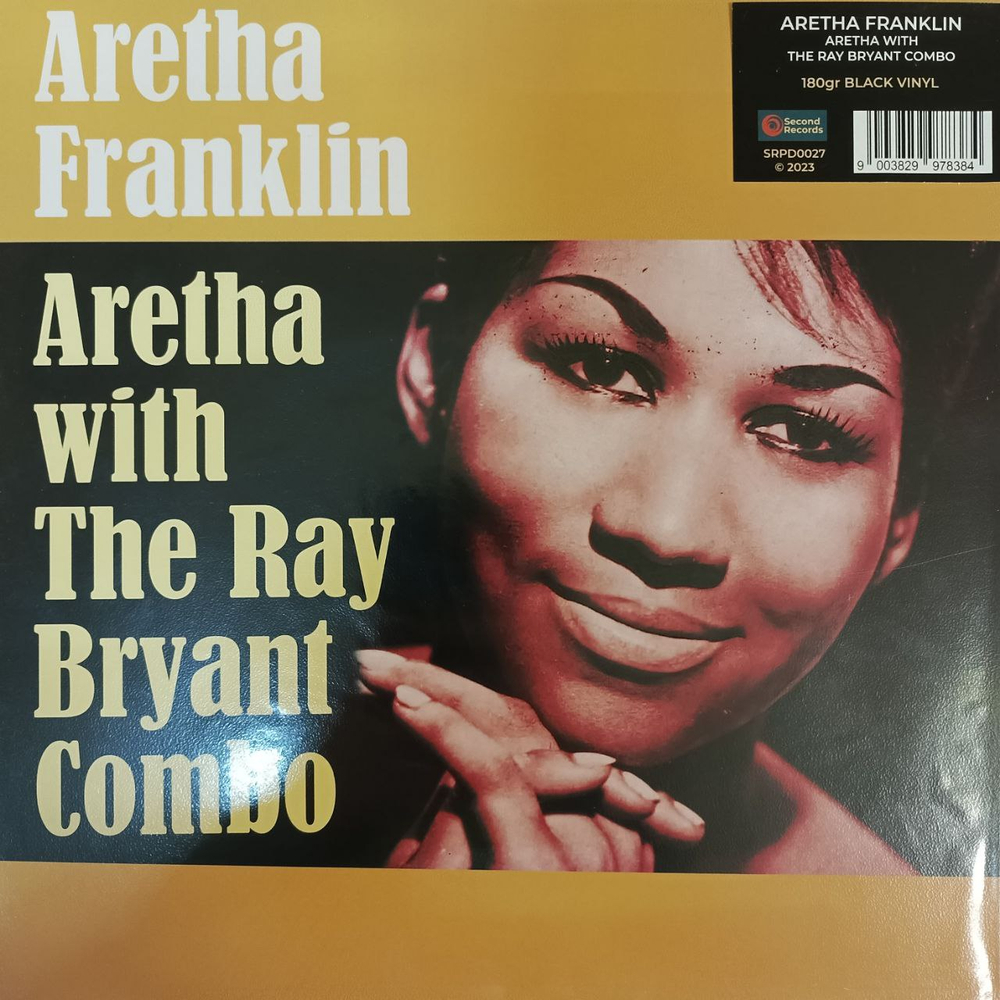 Aretha
Franklin
ARETHA FRANKLIN
ARETHA WITH
THE RAY BRYANT COMBO
180gr BLACK VINYL
Second
Records
SRPD0027
© 2023
9 003829 978384
Aretha
with
The Ray
Bryant
Combo